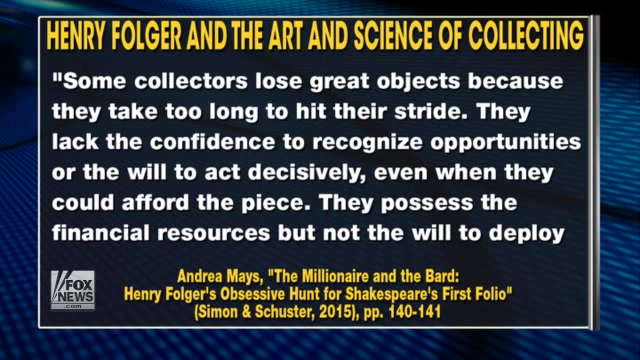 HENRY FOLGER AND THE ART AND SCIENCE OF COLLECTING
"Some collectors lose great objects because
they take too long to hit their stride. They
lack the confidence to recognize opportunities
or the will to act decisively, even when they
could afford the piece. They possess the
financial resources but not the will to deploy
Andrea Mays, "The Millionaire and the Bard:
Henry Folger's Obsessive Hunt for Shakespeare's First Folio"
(Simon & Schuster, 2015), pp. 140-141
FOX
NEWS
.com